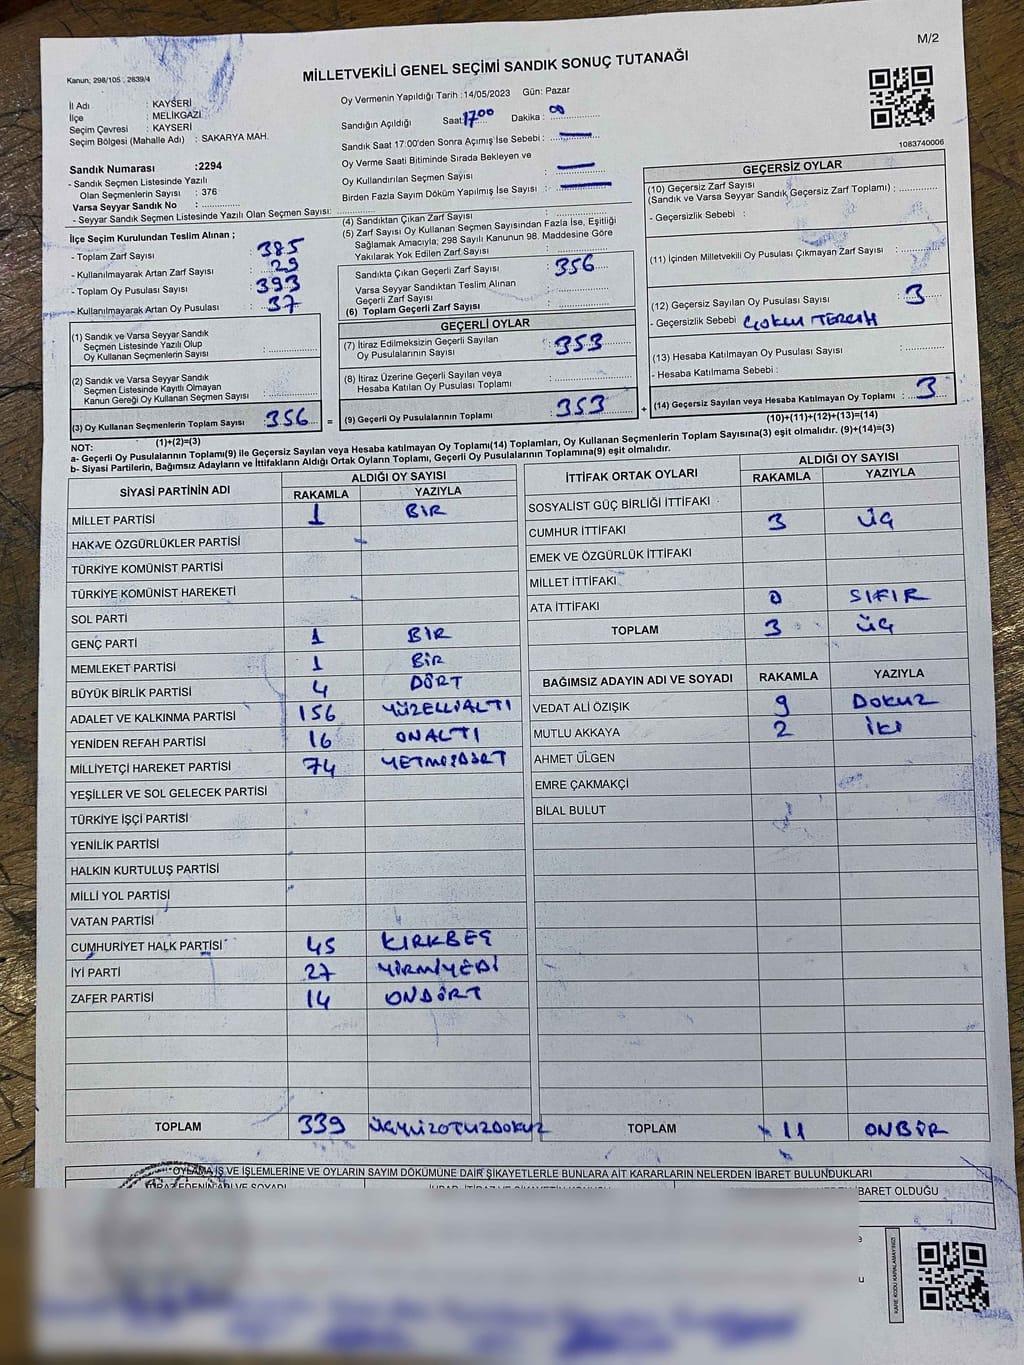 M/2
Kanun: 298/105 , 2839/4
MİLLETVEKİLİ GENEL SEÇİMİ SANDIK SONUÇ TUTANAĞI
İl Adı : KAYSERİ
İlçe : MELİKGAZİ
Seçim Çevresi : KAYSERİ
Seçim Bölgesi (Mahalle Adı) : SAKARYA MAH.
Oy Vermenin Yapıldığı Tarih :14/05/2023 Gün: Pazar
Sandığın Açıldığı Saat: 17 00 Dakika : 00
Sandık Saat 17:00'den Sonra Açımış İse Sebebi : —
Oy Verme Saati Bitiminde Sırada Bekleyen ve
Oy Kullandırılan Seçmen Sayısı : —
Birden Fazla Sayım Döküm Yapılmış İse Sayısı : —
1083740006
Sandık Numarası :2294
- Sandık Seçmen Listesinde Yazılı
Olan Seçmenlerin Sayısı : 376
Varsa Seyyar Sandık No :
- Seyyar Sandık Seçmen Listesinde Yazılı Olan Seçmen Sayısı:
İlçe Seçim Kurulundan Teslim Alınan ;
- Toplam Zarf Sayısı : 385
- Kullanılmayarak Artan Zarf Sayısı : 29
- Toplam Oy Pusulası Sayısı : 393
- Kullanılmayarak Artan Oy Pusulası : 37
(1) Sandık ve Varsa Seyyar Sandık
Seçmen Listesinde Yazılı Olup
Oy Kullanan Seçmenlerin Sayısı :
(2) Sandık ve Varsa Seyyar Sandık
Seçmen Listesinde Kayıtlı Olmayan
Kanun Gereği Oy Kullanan Seçmen Sayısı :
(3) Oy Kullanan Seçmenlerin Toplam Sayısı : 356 =
(1)+(2)=(3)
(4) Sandıktan Çıkan Zarf Sayısı :
(5) Zarf Sayısı Oy Kullanan Seçmen Sayısından Fazla İse, Eşitliği
Sağlamak Amacıyla; 298 Sayılı Kanunun 98. Maddesine Göre
Yakılarak Yok Edilen Zarf Sayısı :
Sandıkta Çıkan Geçerli Zarf Sayısı : 356
Varsa Seyyar Sandıktan Teslim Alınan
Geçerli Zarf Sayısı :
(6) Toplam Geçerli Zarf Sayısı :
GEÇERLİ OYLAR
(7) İtiraz Edilmeksizin Geçerli Sayılan
Oy Pusulalarının Sayısı : 353
(8) İtiraz Üzerine Geçerli Sayılan veya
Hesaba Katılan Oy Pusulası Toplamı :
(9) Geçerli Oy Pusulalarının Toplamı : 353 +
GEÇERSİZ OYLAR
(10) Geçersiz Zarf Sayısı
(Sandık ve Varsa Seyyar Sandık Geçersiz Zarf Toplamı) :
- Geçersizlik Sebebi :
(11) İçinden Milletvekili Oy Pusulası Çıkmayan Zarf Sayısı :
(12) Geçersiz Sayılan Oy Pusulası Sayısı : 3
- Geçersizlik Sebebi : ÇOKLU TERCİH
(13) Hesaba Katılmayan Oy Pusulası Sayısı :
- Hesaba Katılmama Sebebi :
(14) Geçersiz Sayılan veya Hesaba Katılmayan Oy Toplamı : 3
(10)+(11)+(12)+(13)=(14)
NOT:
a- Geçerli Oy Pusulalarının Toplamı(9) ile Geçersiz Sayılan veya Hesaba katılmayan Oy Toplamı(14) Toplamları, Oy Kullanan Seçmenlerin Toplam Sayısına(3) eşit olmalıdır. (9)+(14)=(3)
b- Siyasi Partilerin, Bağımsız Adayların ve İttifakların Aldığı Ortak Oyların Toplamı, Geçerli Oy Pusulalarının Toplamına(9) eşit olmalıdır.
SİYASİ PARTİNİN ADI ALDIĞI OY SAYISI
RAKAMLA YAZIYLA
MİLLET PARTİSİ 1 BİR
HAK VE ÖZGÜRLÜKLER PARTİSİ
TÜRKİYE KOMÜNİST PARTİSİ
TÜRKİYE KOMÜNİST HAREKETİ
SOL PARTİ
GENÇ PARTİ 1 BİR
MEMLEKET PARTİSİ 1 BİR
BÜYÜK BİRLİK PARTİSİ 4 DÖRT
ADALET VE KALKINMA PARTİSİ 156 YÜZELLİALTI
YENİDEN REFAH PARTİSİ 16 ONALTI
MİLLİYETÇİ HAREKET PARTİSİ 74 YETMİŞDÖRT
YEŞİLLER VE SOL GELECEK PARTİSİ
TÜRKİYE İŞÇİ PARTİSİ
YENİLİK PARTİSİ
HALKIN KURTULUŞ PARTİSİ
MİLLİ YOL PARTİSİ
VATAN PARTİSİ
CUMHURİYET HALK PARTİSİ 45 KIRKBEŞ
İYİ PARTİ 27 YİRMİYEDİ
ZAFER PARTİSİ 14 ONDÖRT
TOPLAM 339 ÜÇYÜZOTUZDOKUZ
İTTİFAK ORTAK OYLARI ALDIĞI OY SAYISI
RAKAMLA YAZIYLA
SOSYALİST GÜÇ BİRLİĞİ İTTİFAKI
CUMHUR İTTİFAKI 3 ÜÇ
EMEK VE ÖZGÜRLÜK İTTİFAKI
MİLLET İTTİFAKI
ATA İTTİFAKI 0 SIFIR
TOPLAM 3 ÜÇ
BAĞIMSIZ ADAYIN ADI VE SOYADI RAKAMLA YAZIYLA
VEDAT ALİ ÖZIŞIK 9 DOKUZ
MUTLU AKKAYA 2 İKİ
AHMET ÜLGEN
EMRE ÇAKMAKÇİ
BİLAL BULUT
TOPLAM 11 ONBİR
OYLAMA İŞ VE İŞLEMLERİNE VE OYLARIN SAYIM DÖKÜMÜNE DAİR ŞİKAYETLERLE BUNLARA AİT KARARLARIN NELERDEN İBARET BULUNDUKLARI
İTİRAZ EDENİN ADI VE SOYADI
İBARET OLDUĞU